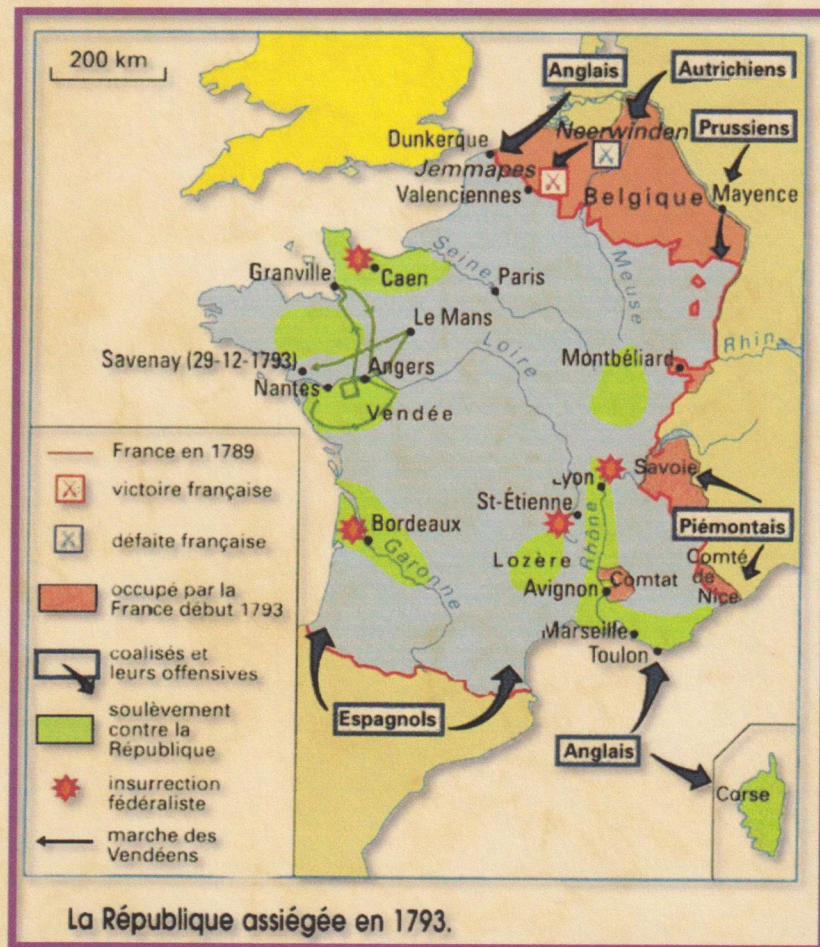 200 km
Anglais
Autrichiens
Neerwinden
Prussiens
Dunkerque
Jemmapes
Valenciennes
Belgique
Mayence
Granville
Caen
Seine
Paris
Meuse
Le Mans
Savenay (29-12-1793)
Angers
Loire
Montbéliard
Rhin
Nantes
Vendée
France en 1789
victoire française
défaite française
occupé par la
France début 1793
coalisés et
leurs offensives
soulèvement
contre la
République
insurrection
fédéraliste
marche des
Vendéens
Lyon
Savoie
St-Étienne
Piémontais
Bordeaux
Garonne
Lozère
Rhône
Comté
de
Nice
Avignon
Comtat
Marseille
Toulon
Espagnols
Anglais
Corse
La République assiégée en 1793.